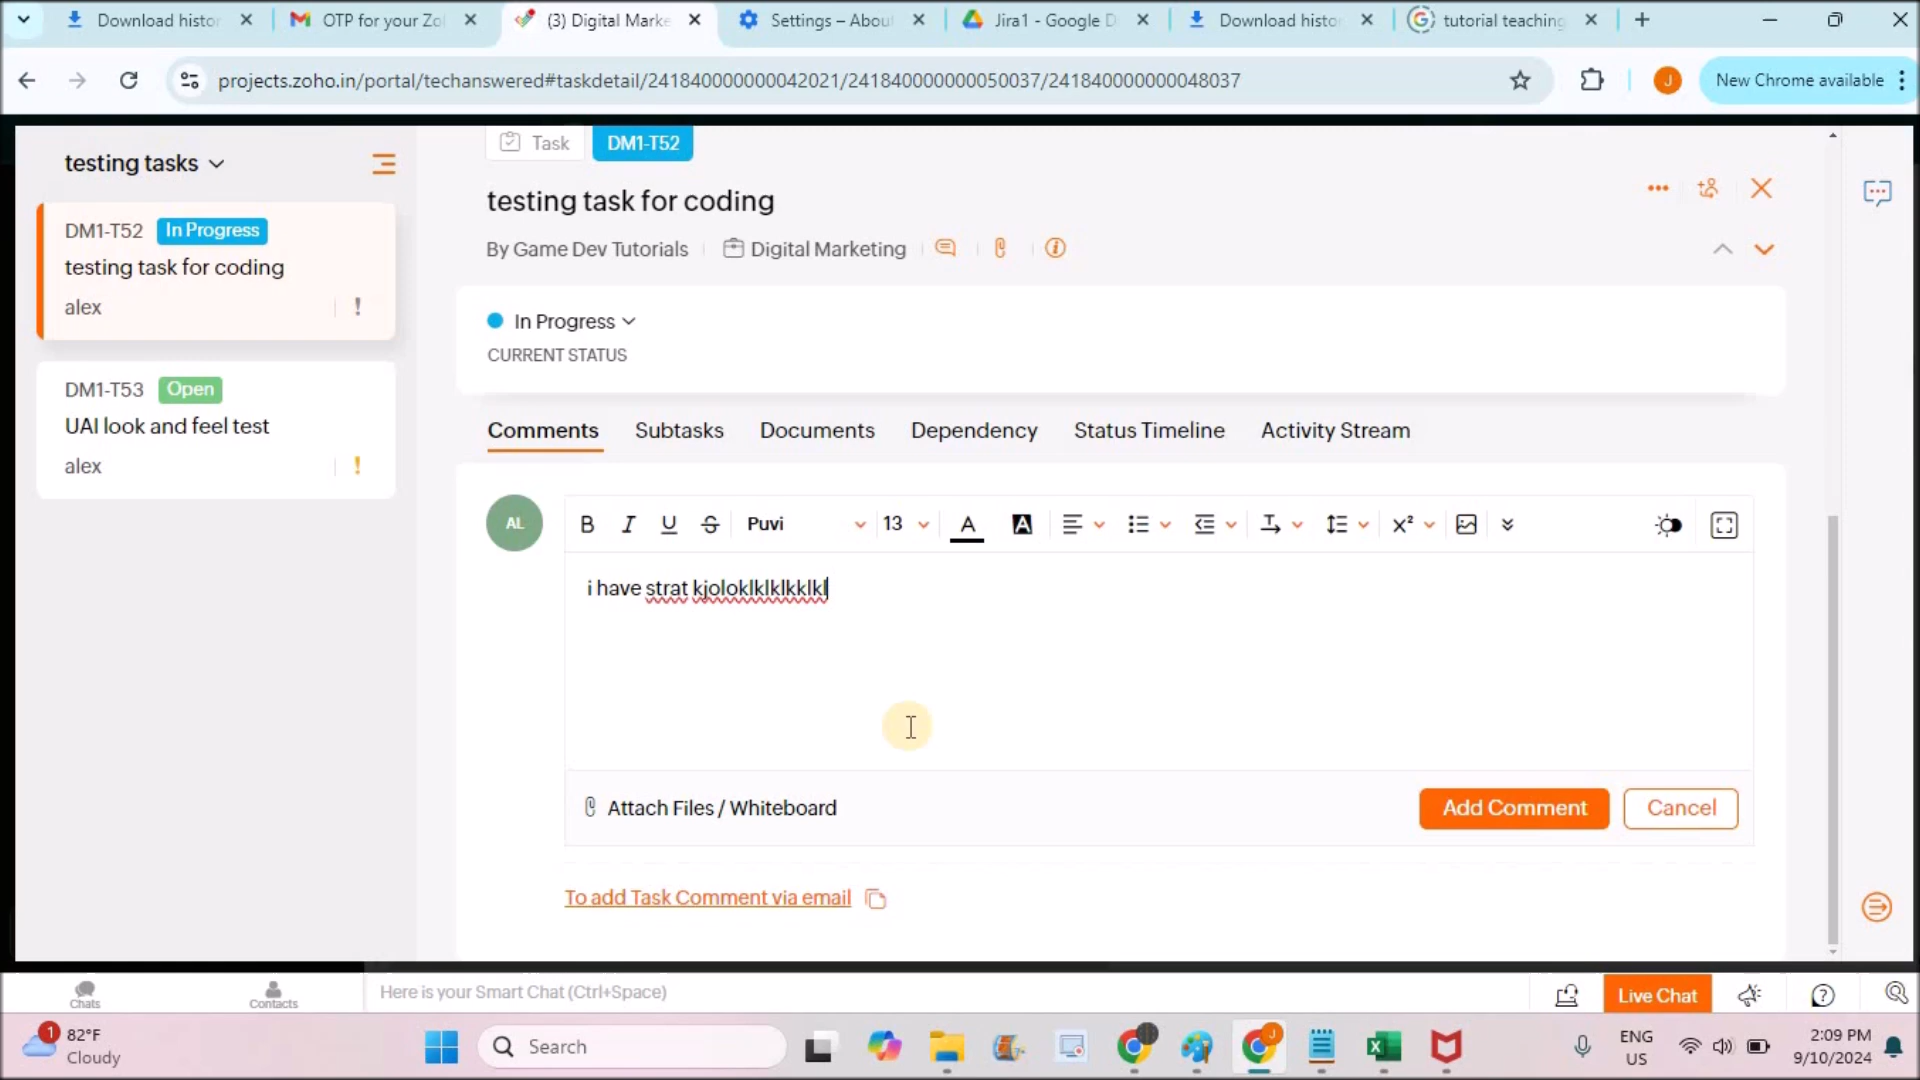 Download histor
OTP for your Zol
(3) Digital Marke
Settings – Abou
Jira1 - Google D
Download histor
tutorial teaching
projects.zoho.in/portal/techanswered#taskdetail/241840000000042021/241840000000050037/241840000000048037
J
New Chrome available
testing tasks
DM1-T52 In Progress
testing task for coding
alex
DM1-T53 Open
UAI look and feel test
alex
Task DM1-T52
testing task for coding
By Game Dev Tutorials Digital Marketing
In Progress
CURRENT STATUS
Comments Subtasks Documents Dependency Status Timeline Activity Stream
AL
B I U S Puvi 13 A A
i have strat kjoloklklklkklkl
Attach Files / Whiteboard
Add Comment Cancel
To add Task Comment via email
Chats Contacts Here is your Smart Chat (Ctrl+Space) Live Chat
1 82°F
Cloudy
Search
ENG
US
2:09 PM
9/10/2024